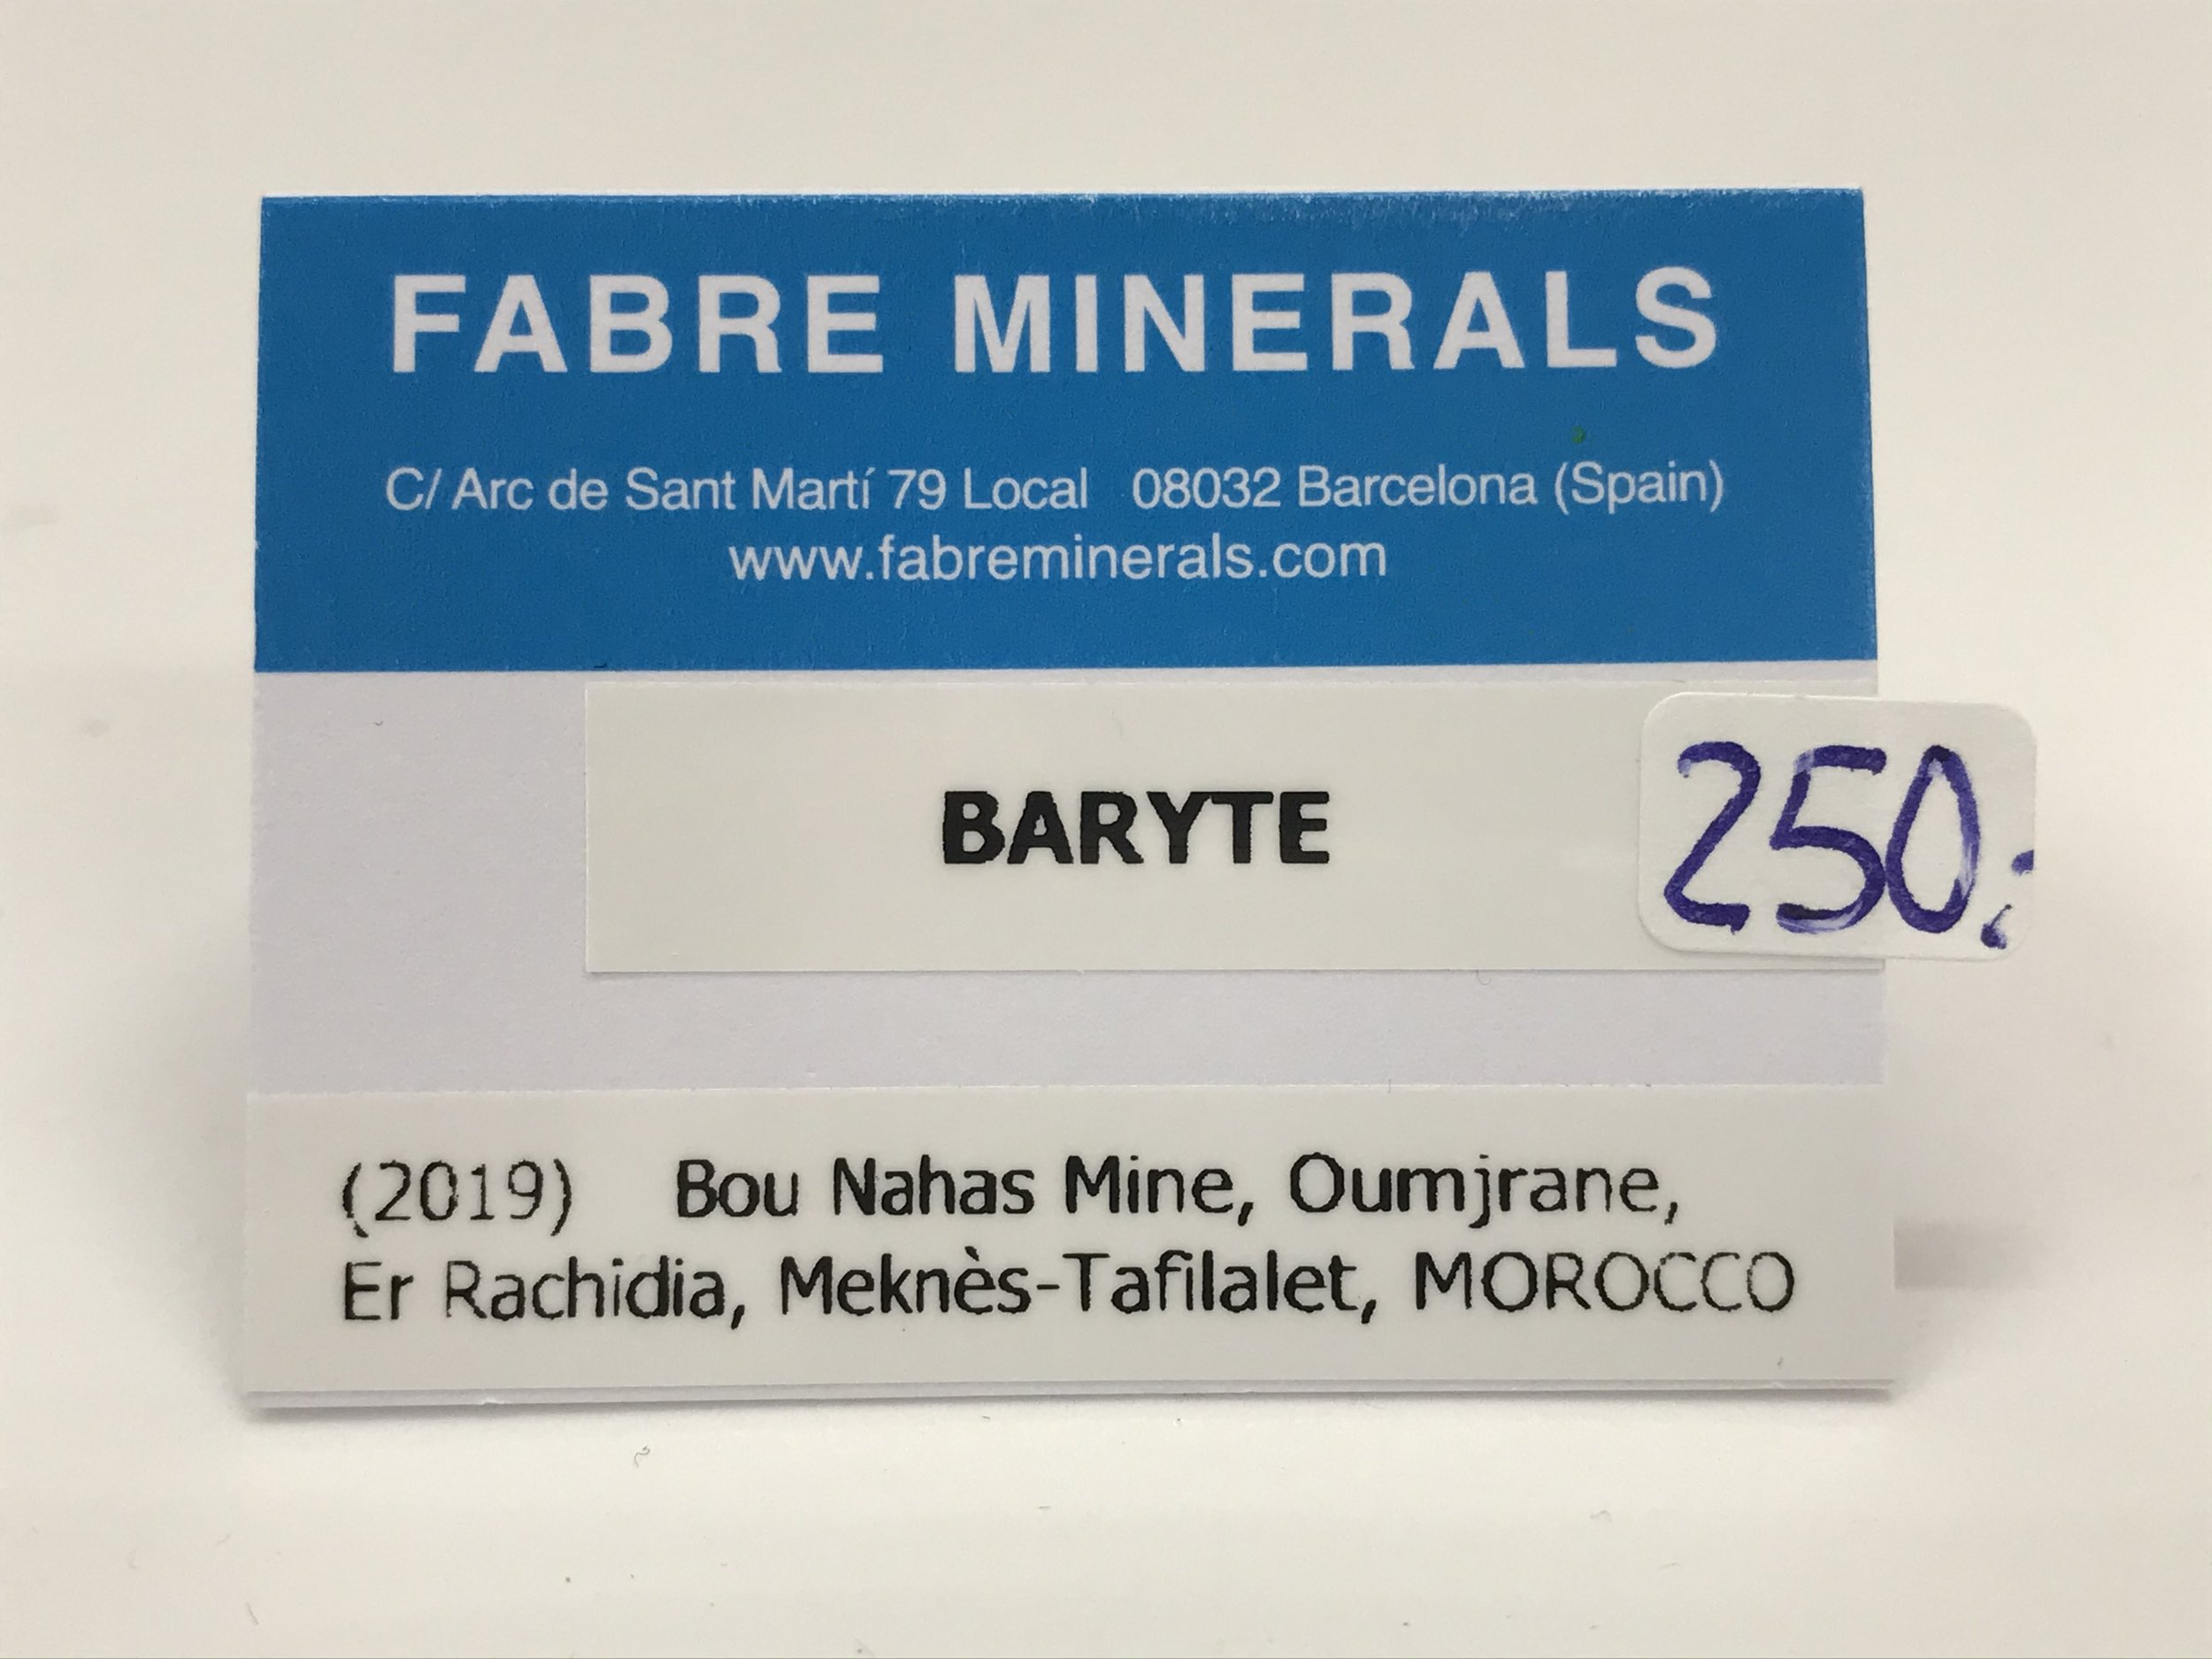 FABRE MINERALS
C/ Arc de Sant Martí 79 Local 08032 Barcelona (Spain)
www.fabreminerals.com
BARYTE
250.-
(2019) Bou Nahas Mine, Oumjrane,
Er Rachidia, Meknès-Tafilalet, MOROCCO